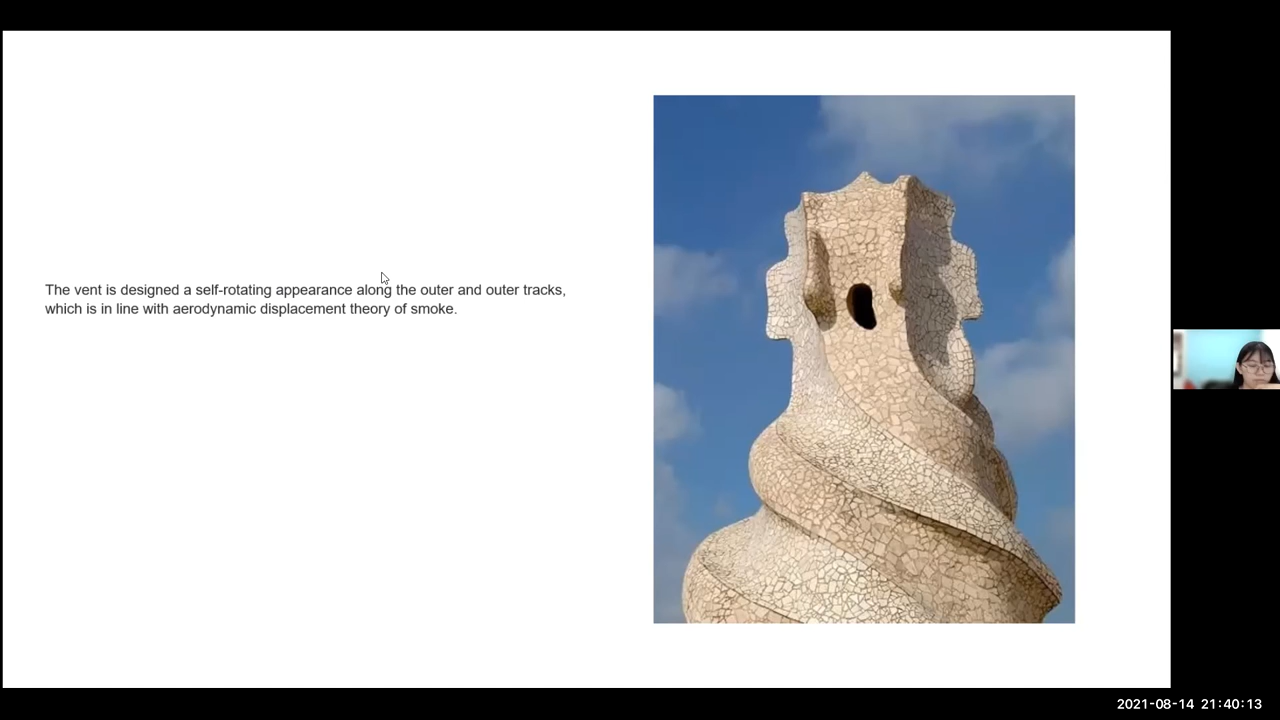 The vent is designed a self-rotating appearance along the outer and outer tracks,
which is in line with aerodynamic displacement theory of smoke.
2021-08-14 21:40:13